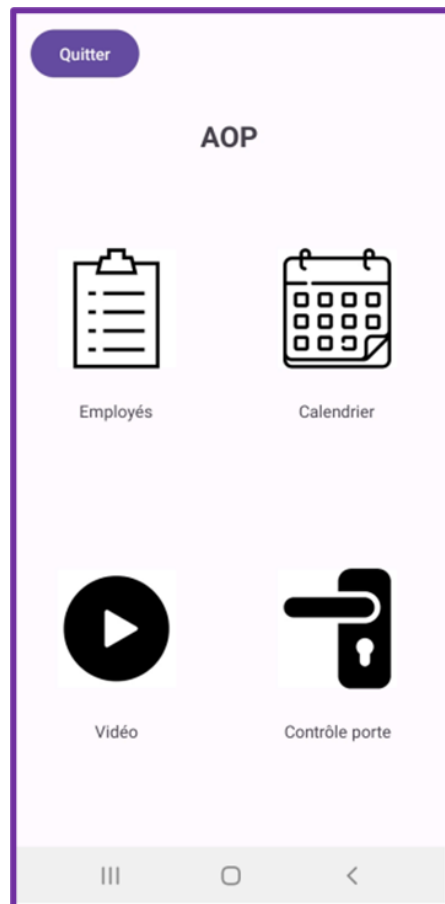 Quitter
AOP
Employés
Calendrier
Vidéo
Contrôle porte